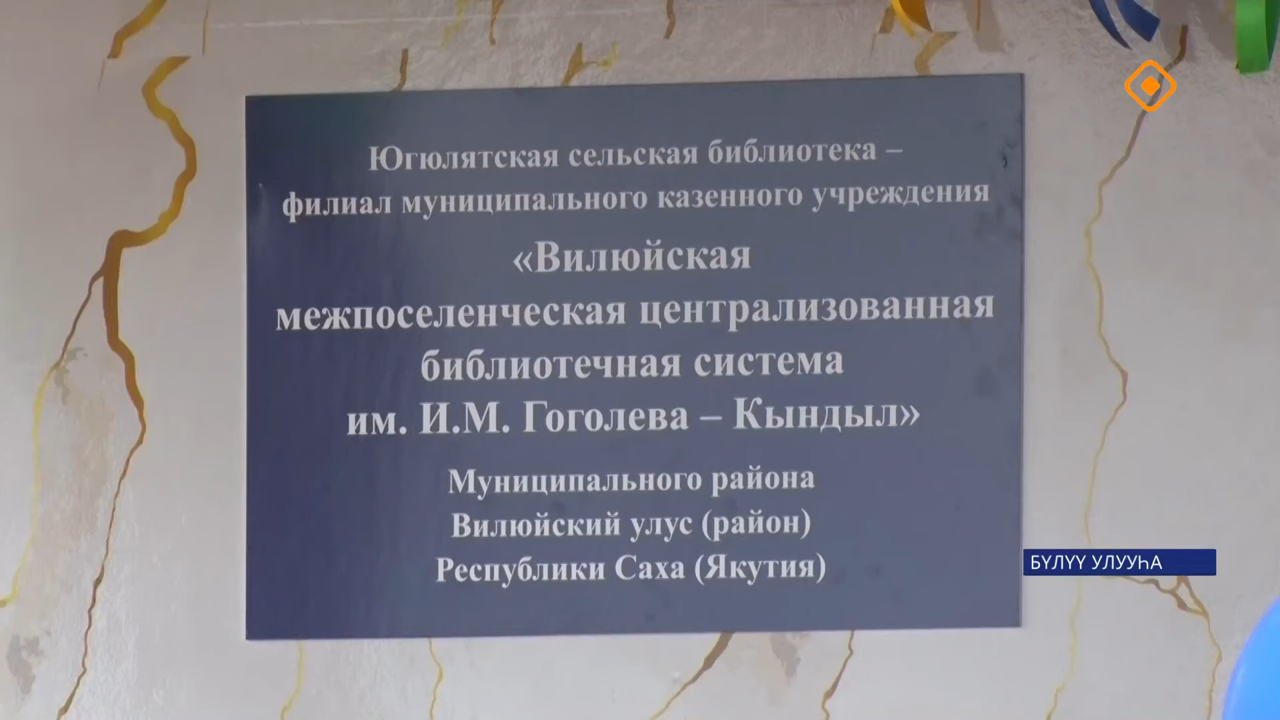 Югюлятская сельская библиотека –
филиал муниципального казенного учреждения
«Вилюйская
межпоселенческая централизованная
библиотечная система
им. И.М. Гоголева – Кындыл»
Муниципального района
Вилюйский улус (район)
Республики Саха (Якутия)
БҮЛҮҮ УЛУУҺА